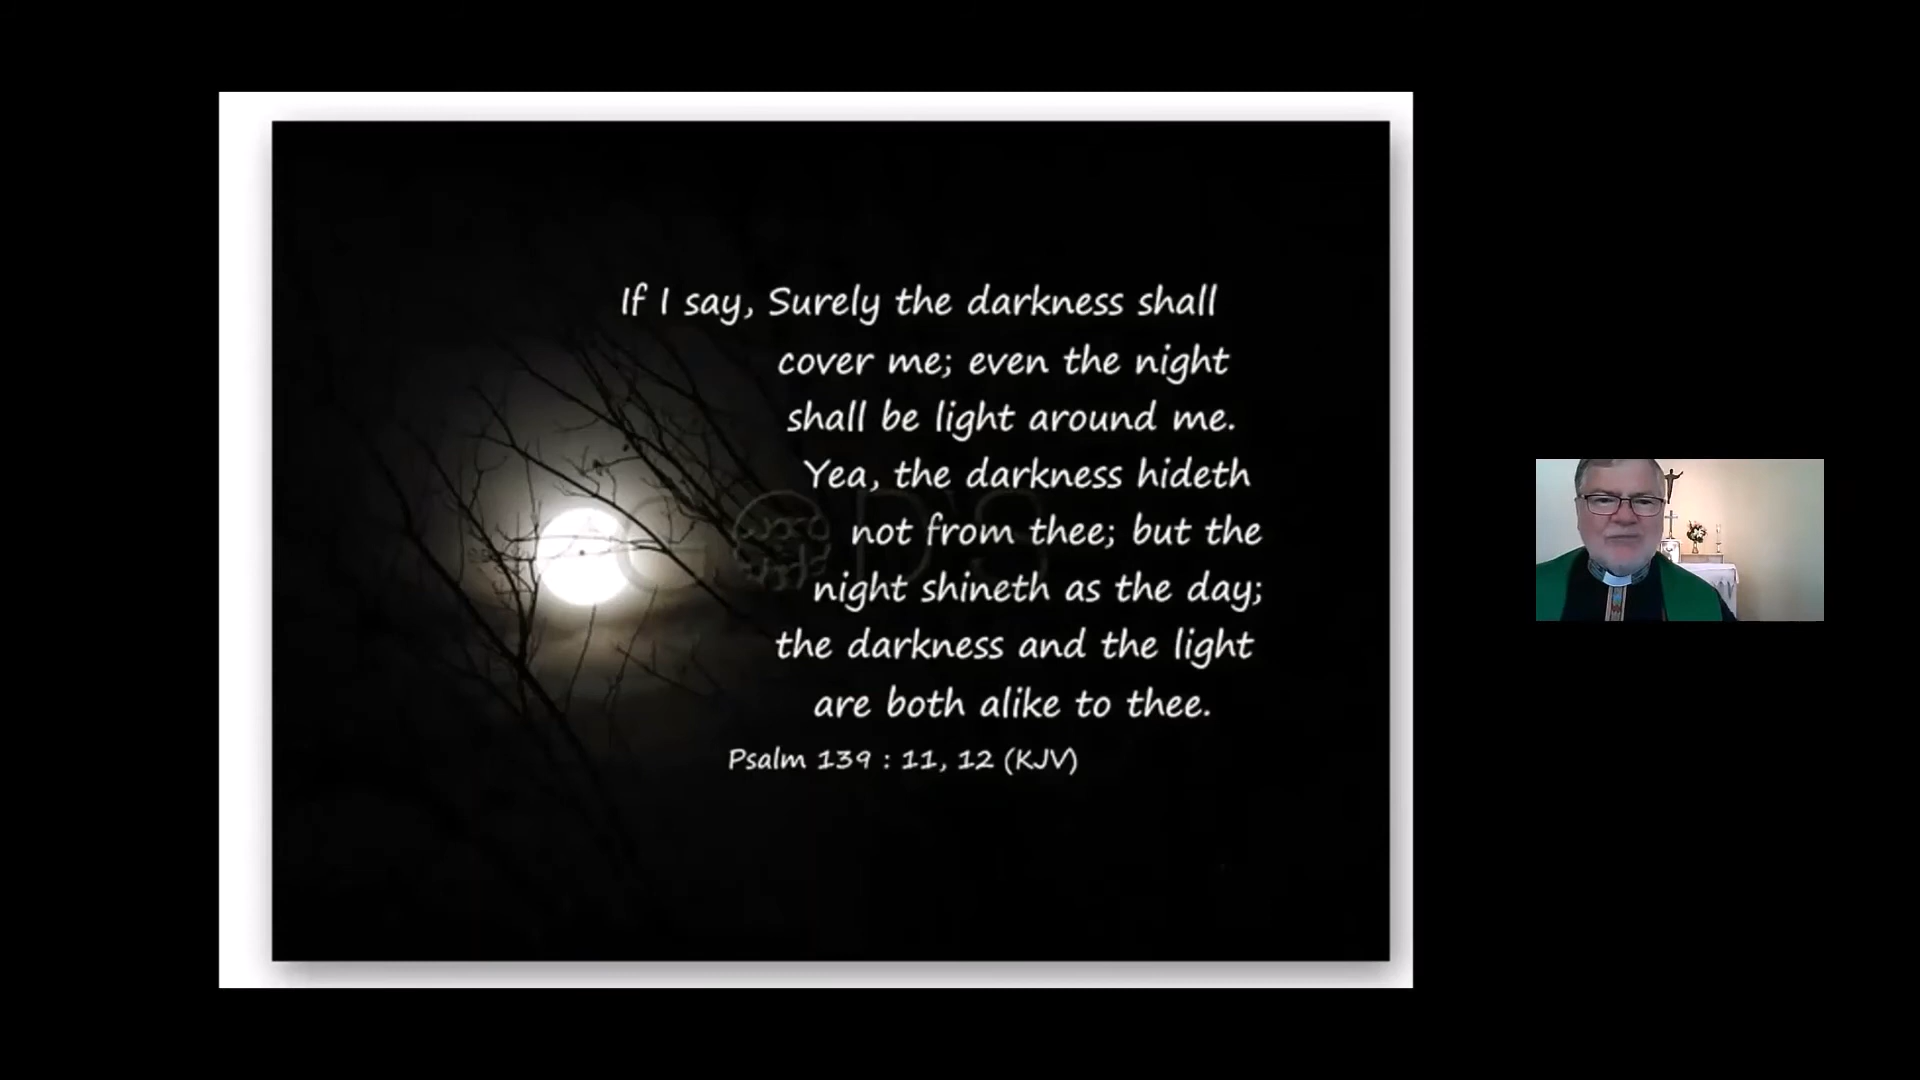 If I say, Surely the darkness shall
cover me; even the night
shall be light around me.
Yea, the darkness hideth
not from thee; but the
night shineth as the day;
the darkness and the light
are both alike to thee.
Psalm 139 : 11, 12 (KJV)